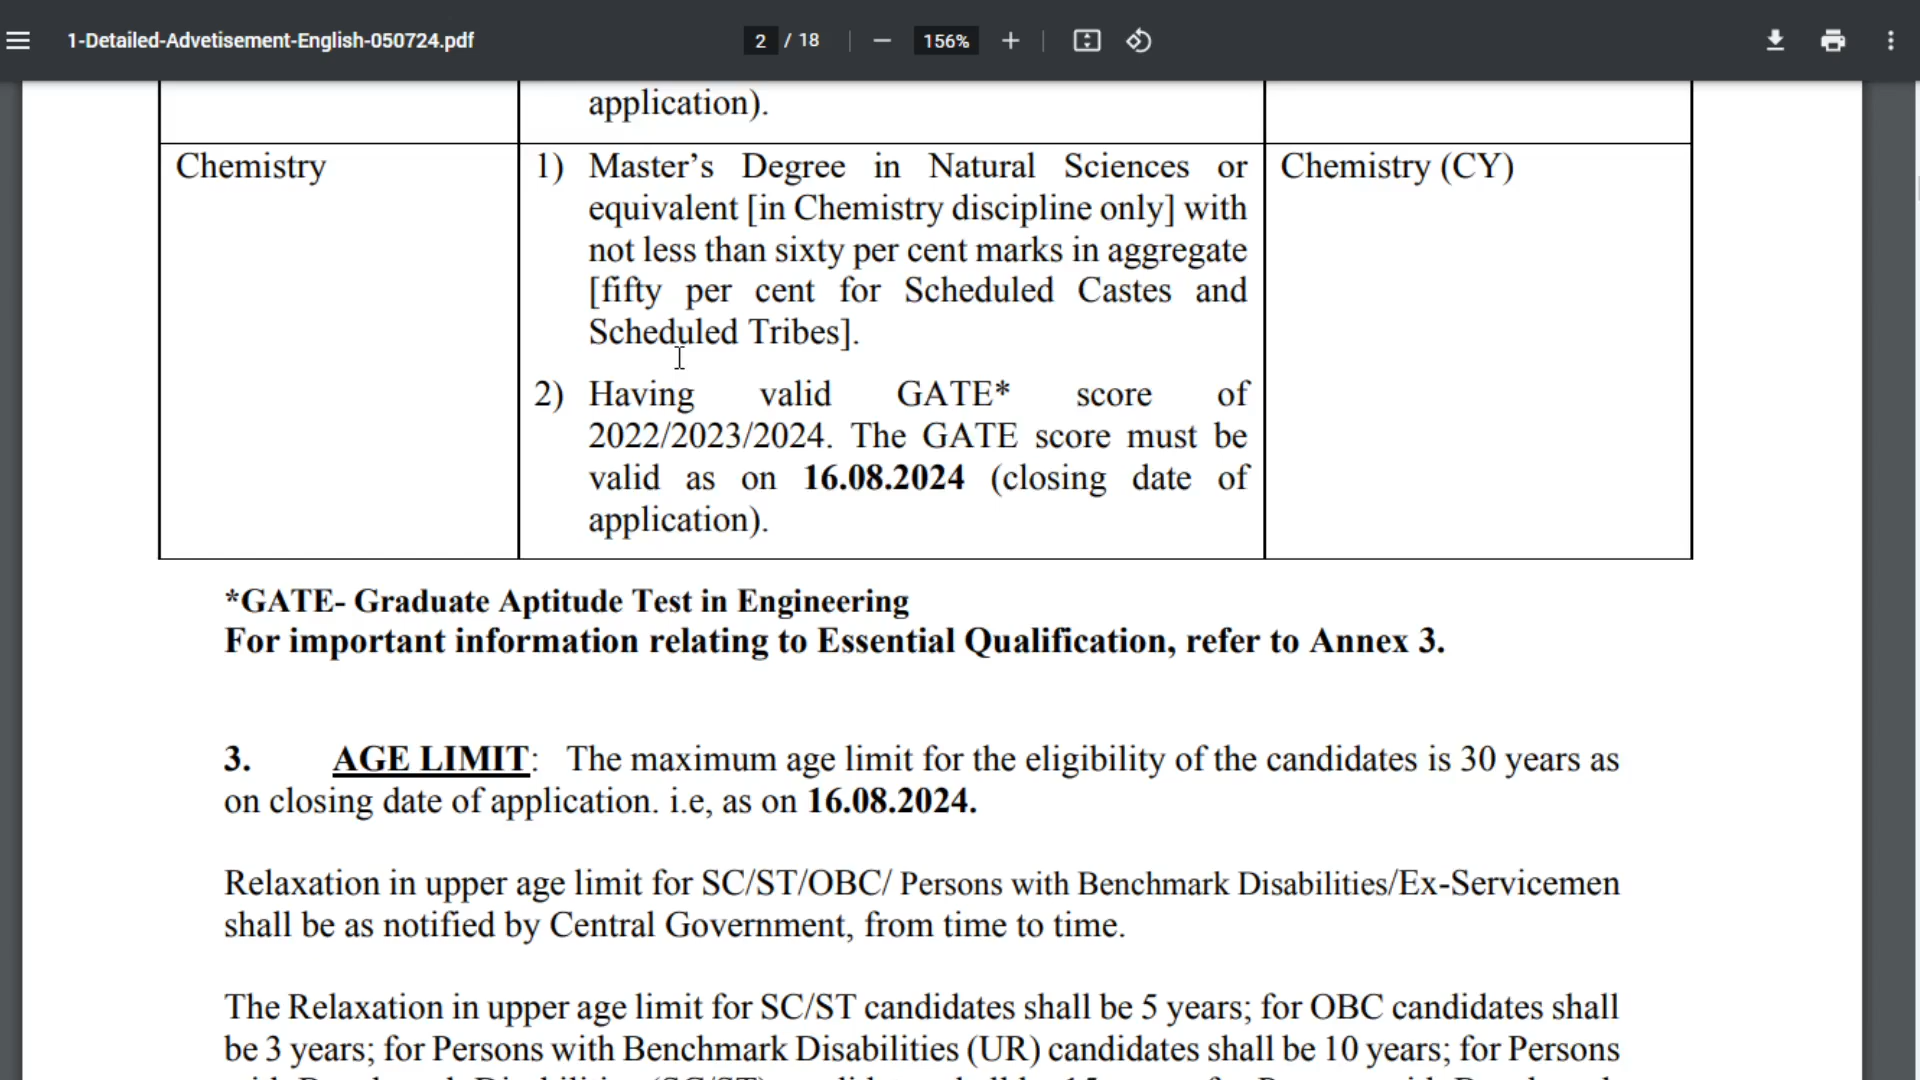 1-Detailed-Advetisement-English-050724.pdf
2 / 18
156%
application).
Chemistry
1) Master’s Degree in Natural Sciences or
equivalent [in Chemistry discipline only] with
not less than sixty per cent marks in aggregate
[fifty per cent for Scheduled Castes and
Scheduled Tribes].
2) Having valid GATE* score of
2022/2023/2024. The GATE score must be
valid as on 16.08.2024 (closing date of
application).
Chemistry (CY)
*GATE- Graduate Aptitude Test in Engineering
For important information relating to Essential Qualification, refer to Annex 3.
3. AGE LIMIT: The maximum age limit for the eligibility of the candidates is 30 years as
on closing date of application. i.e, as on 16.08.2024.
Relaxation in upper age limit for SC/ST/OBC/ Persons with Benchmark Disabilities/Ex-Servicemen
shall be as notified by Central Government, from time to time.
The Relaxation in upper age limit for SC/ST candidates shall be 5 years; for OBC candidates shall
be 3 years; for Persons with Benchmark Disabilities (UR) candidates shall be 10 years; for Persons